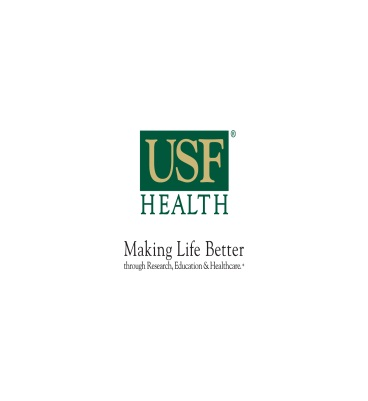 USF®
HEALTH
Making Life Better
through Research, Education & Healthcare.